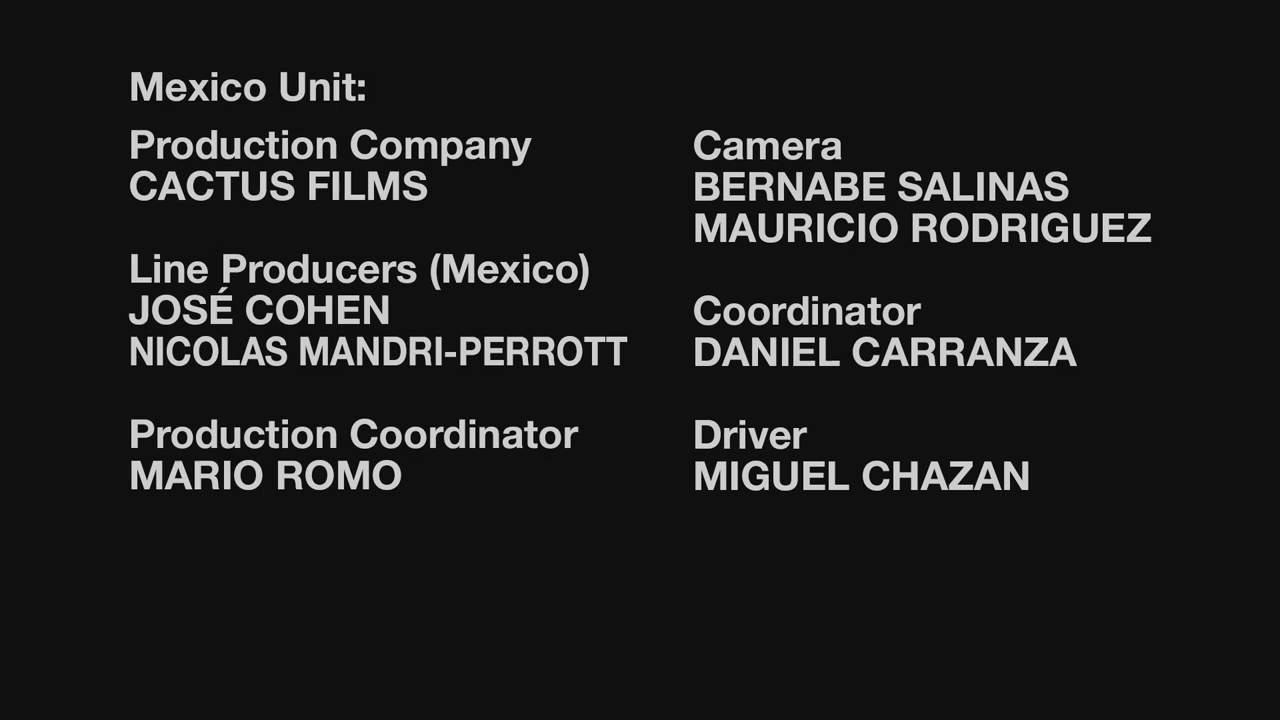 Mexico Unit:
Production Company
CACTUS FILMS
Line Producers (Mexico)
JOSÉ COHEN
NICOLAS MANDRI-PERROTT
Production Coordinator
MARIO ROMO
Camera
BERNABE SALINAS
MAURICIO RODRIGUEZ
Coordinator
DANIEL CARRANZA
Driver
MIGUEL CHAZAN